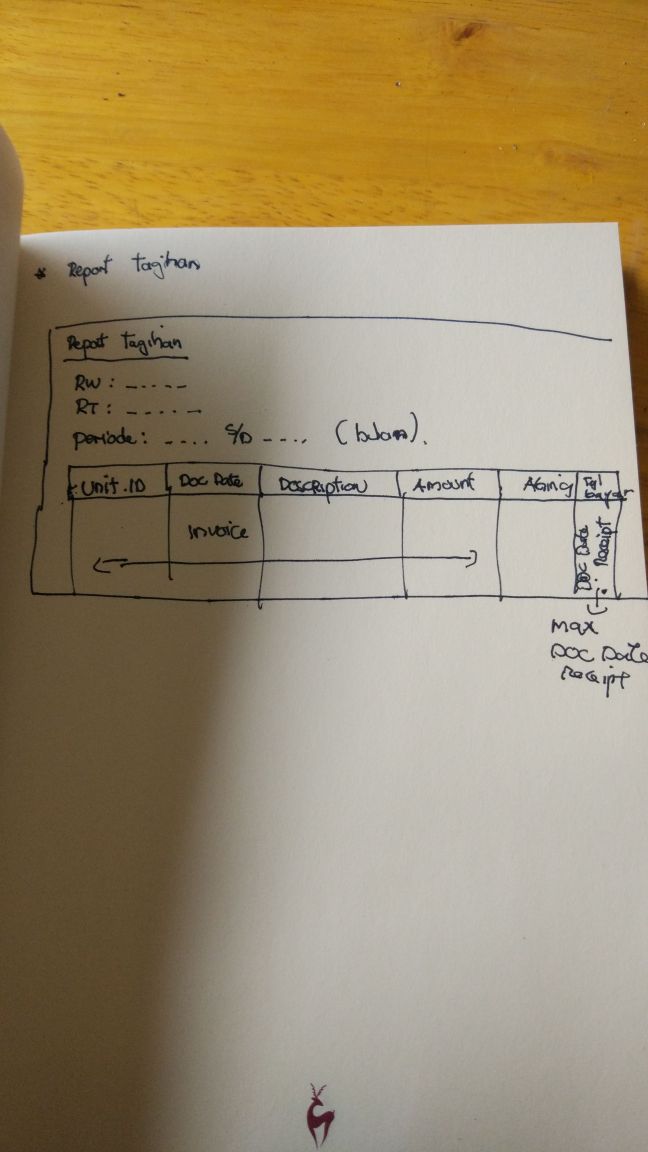 * Report tagihan
Report tagihan
RW : -----
RT : -----
Periode : .... S/D .... (bulan).
Unit.ID Doc Date Description Amount Aging Tgl bayar
Invoice
Doc Date Receipt
Max
Doc Date
Receipt